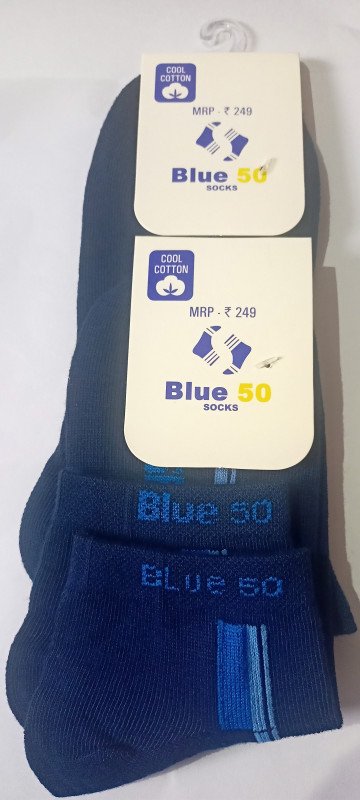 COOL
COTTON
MRP - ₹ 249
Blue 50
SOCKS
COOL
COTTON
MRP - ₹ 249
Blue 50
SOCKS
Blue 50
BLue 50